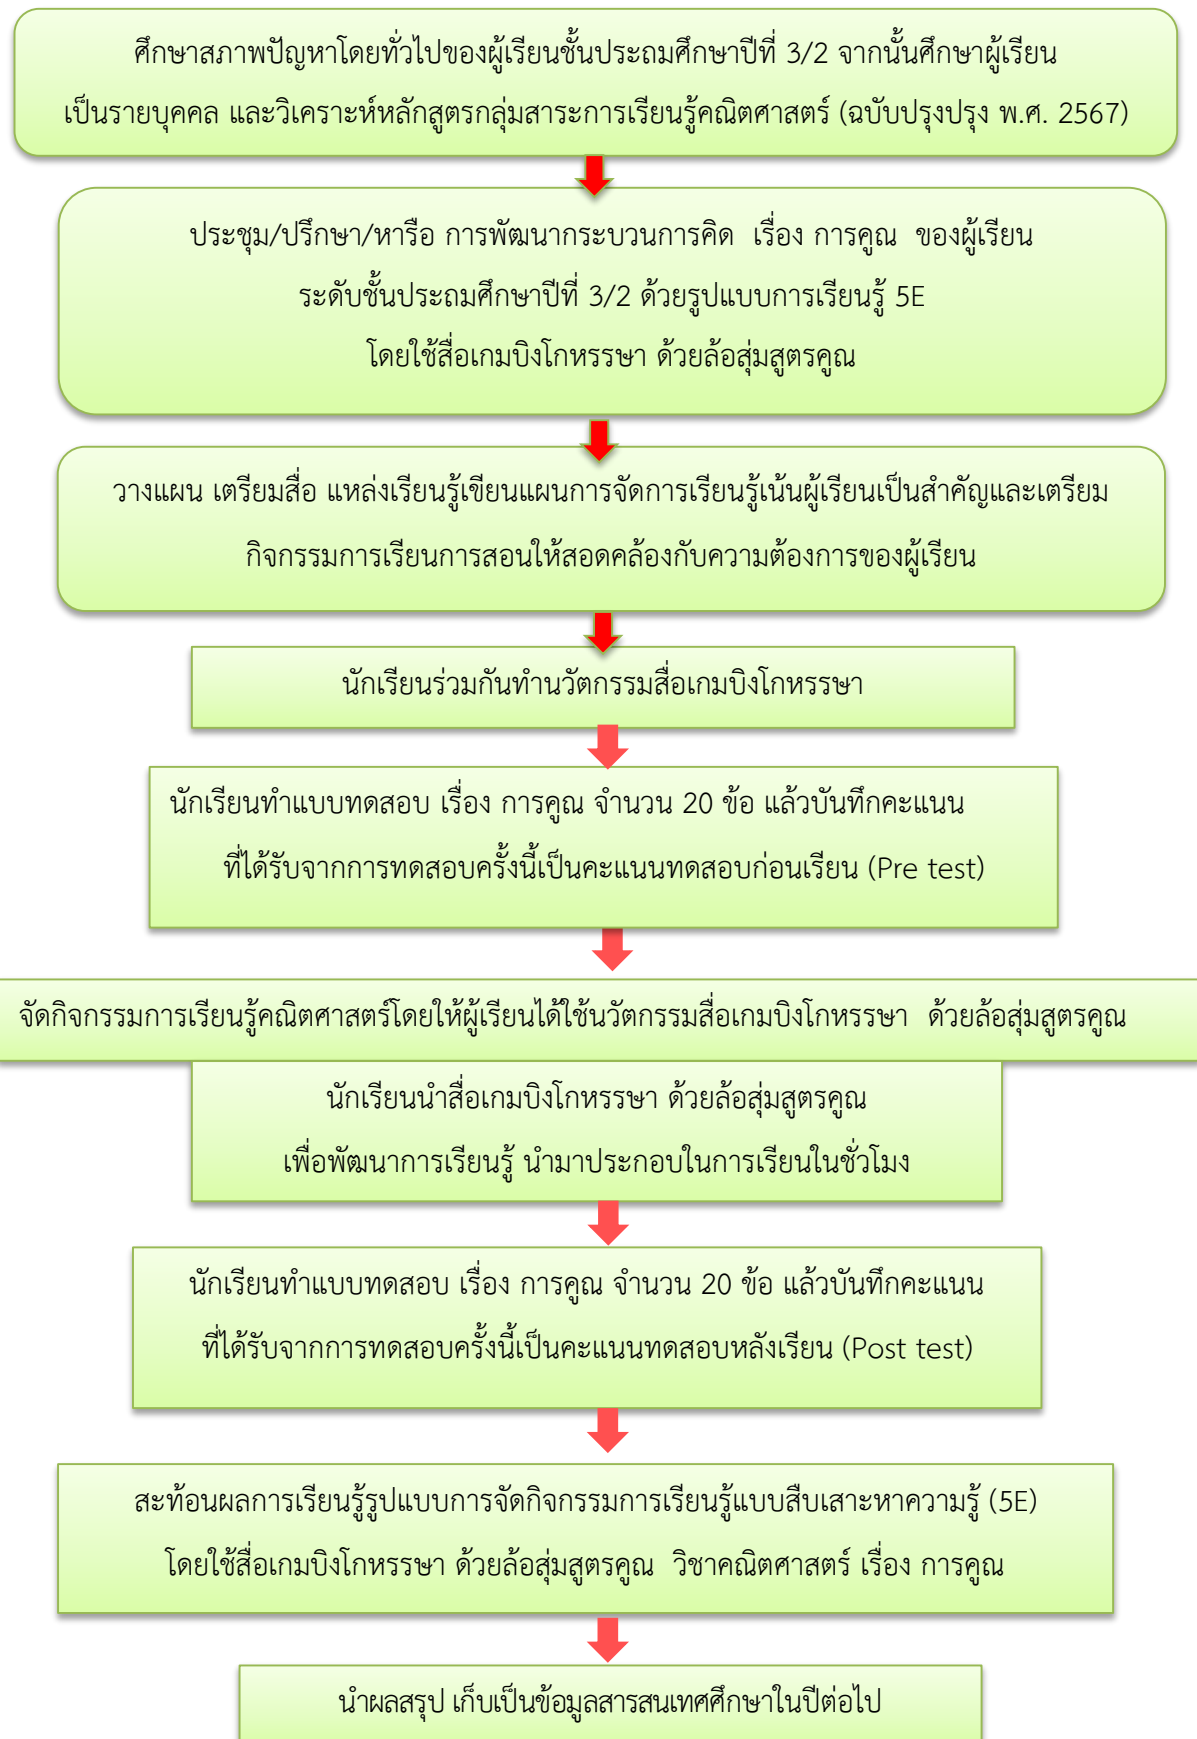 ศึกษาสภาพปัญหาโดยทั่วไปของผู้เรียนชั้นประถมศึกษาปีที่ 3/2 จากนั้นศึกษาผู้เรียน
เป็นรายบุคคล และวิเคราะห์หลักสูตรกลุ่มสาระการเรียนรู้คณิตศาสตร์ (ฉบับปรุงปรุง พ.ศ. 2567)
ประชุม/ปรึกษา/หารือ การพัฒนากระบวนการคิด เรื่อง การคูณ ของผู้เรียน
ระดับชั้นประถมศึกษาปีที่ 3/2 ด้วยรูปแบบการเรียนรู้ 5E
โดยใช้สื่อเกมบิงโกหรรษา ด้วยล้อสุ่มสูตรคูณ
วางแผน เตรียมสื่อ แหล่งเรียนรู้เขียนแผนการจัดการเรียนรู้เน้นผู้เรียนเป็นสำคัญและเตรียม
กิจกรรมการเรียนการสอนให้สอดคล้องกับความต้องการของผู้เรียน
นักเรียนร่วมกันทำนวัตกรรมสื่อเกมบิงโกหรรษา
นักเรียนทำแบบทดสอบ เรื่อง การคูณ จำนวน 20 ข้อ แล้วบันทึกคะแนน
ที่ได้รับจากการทดสอบครั้งนี้เป็นคะแนนทดสอบก่อนเรียน (Pre test)
จัดกิจกรรมการเรียนรู้คณิตศาสตร์โดยให้ผู้เรียนได้ใช้นวัตกรรมสื่อเกมบิงโกหรรษา ด้วยล้อสุ่มสูตรคูณ
นักเรียนนำสื่อเกมบิงโกหรรษา ด้วยล้อสุ่มสูตรคูณ
เพื่อพัฒนาการเรียนรู้ นำมาประกอบในการเรียนในชั่วโมง
นักเรียนทำแบบทดสอบ เรื่อง การคูณ จำนวน 20 ข้อ แล้วบันทึกคะแนน
ที่ได้รับจากการทดสอบครั้งนี้เป็นคะแนนทดสอบหลังเรียน (Post test)
สะท้อนผลการเรียนรู้รูปแบบการจัดกิจกรรมการเรียนรู้แบบสืบเสาะหาความรู้ (5E)
โดยใช้สื่อเกมบิงโกหรรษา ด้วยล้อสุ่มสูตรคูณ วิชาคณิตศาสตร์ เรื่อง การคูณ
นำผลสรุป เก็บเป็นข้อมูลสารสนเทศศึกษาในปีต่อไป